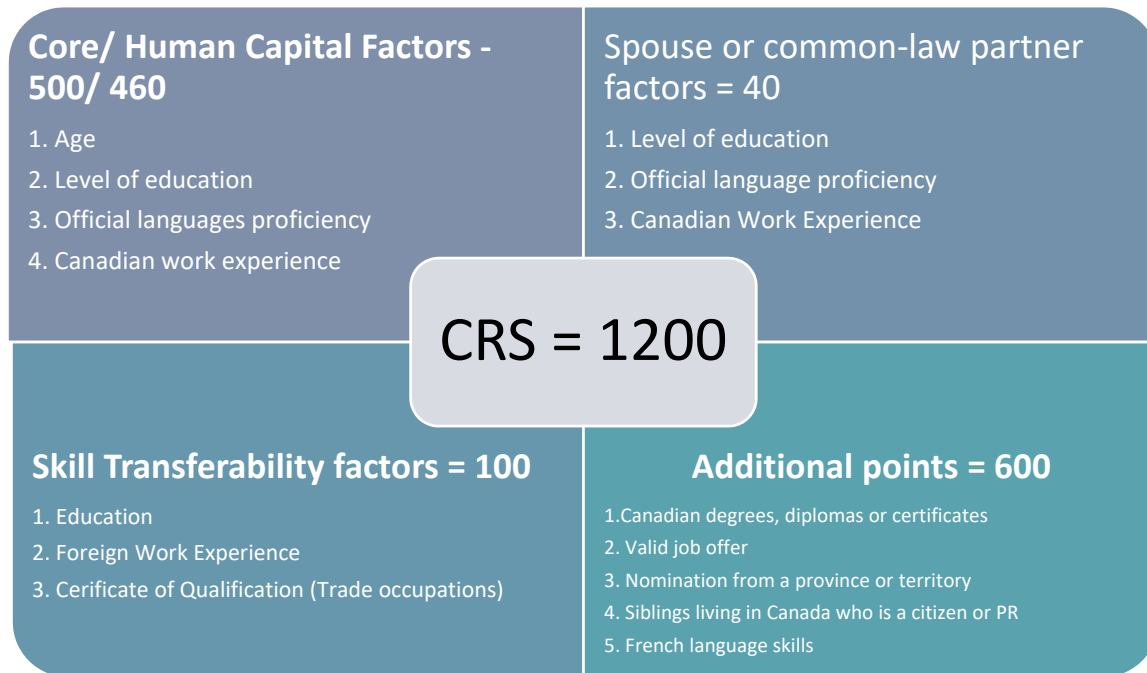 Core/ Human Capital Factors -
500/ 460
1. Age
2. Level of education
3. Official languages proficiency
4. Canadian work experience
Spouse or common-law partner
factors = 40
1. Level of education
2. Official language proficiency
3. Canadian Work Experience
CRS = 1200
Skill Transferability factors = 100
1. Education
2. Foreign Work Experience
3. Cerificate of Qualification (Trade occupations)
Additional points = 600
1.Canadian degrees, diplomas or certificates
2. Valid job offer
3. Nomination from a province or territory
4. Siblings living in Canada who is a citizen or PR
5. French language skills